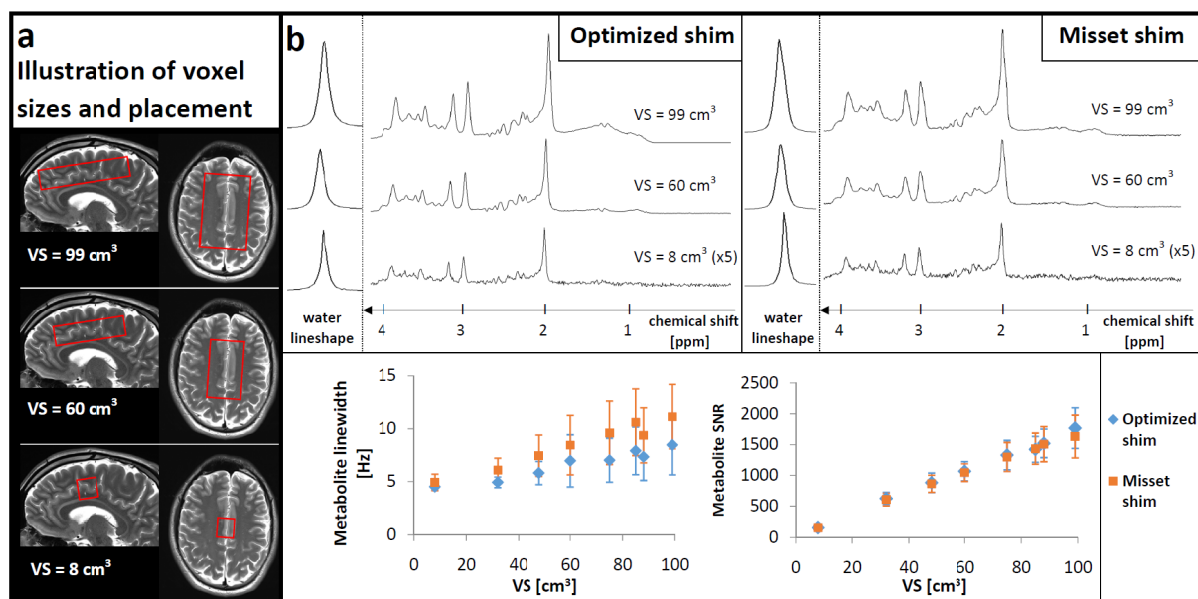 a
Illustration of voxel
sizes and placement
VS = 99 cm³
VS = 60 cm³
VS = 8 cm³
b
Optimized shim
VS = 99 cm³
VS = 60 cm³
VS = 8 cm³ (x5)
water
lineshape
4
3
2
1
chemical shift
[ppm]
Misset shim
VS = 99 cm³
VS = 60 cm³
VS = 8 cm³ (x5)
water
lineshape
4
3
2
1
chemical shift
[ppm]
Metabolite linewidth
[Hz]
15
10
5
0
0
20
40
60
80
100
VS [cm³]
Metabolite SNR
2500
2000
1500
1000
500
0
0
20
40
60
80
100
VS [cm³]
Optimized
shim
Misset
shim